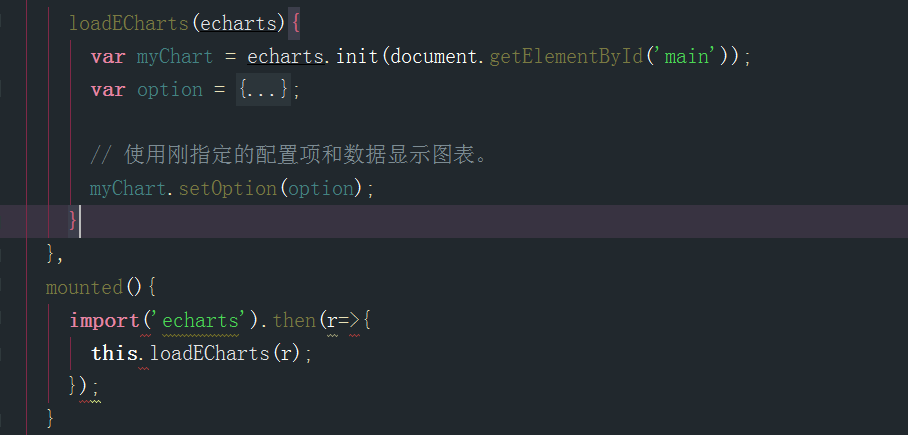 loadECharts(echarts){
var myChart = echarts.init(document.getElementById('main'));
var option = {...};
// 使用刚指定的配置项和数据显示图表。
myChart.setOption(option);
}
},
mounted(){
import('echarts').then(r=>{
this.loadECharts(r);
});
}